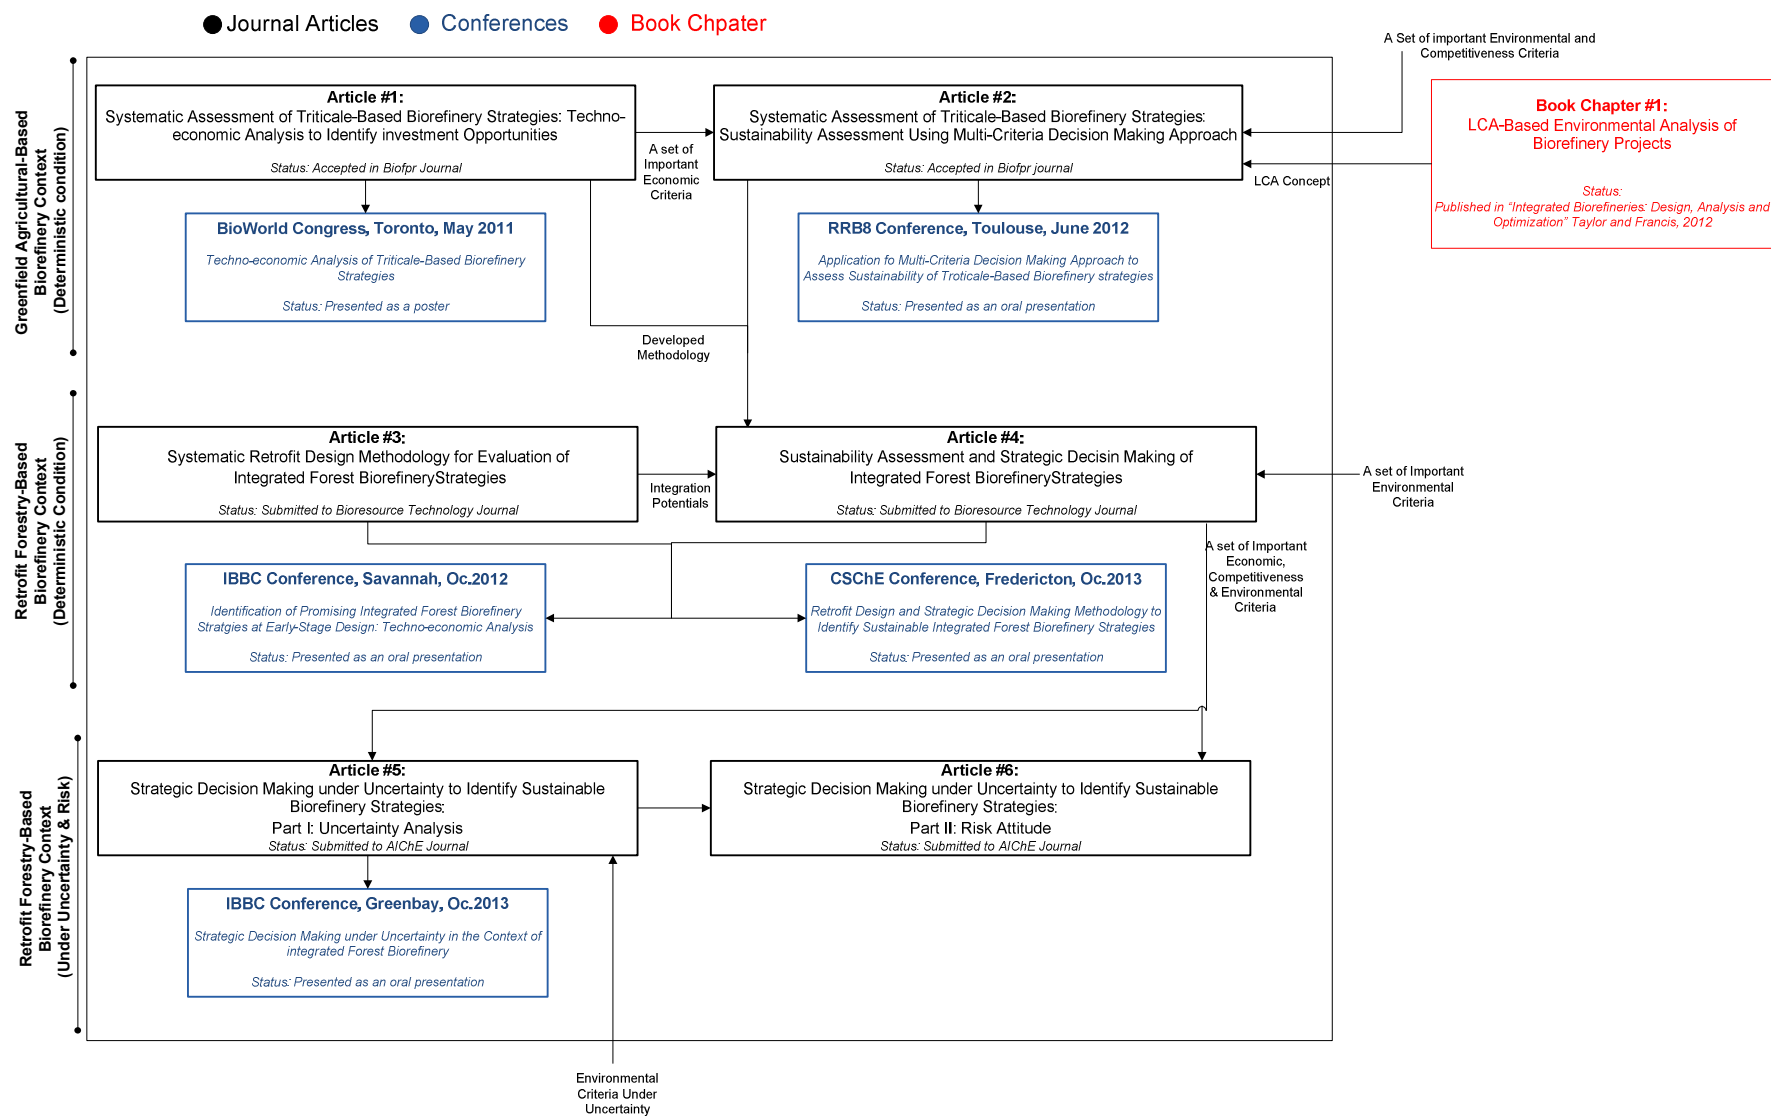 Journal Articles
Conferences
Book Chpater
Greenfield Agricultural-Based
Biorefinery Context
(Deterministic condition)
Article #1:
Systematic Assessment of Triticale-Based Biorefinery Strategies: Techno-
economic Analysis to Identify investment Opportunities
Status: Accepted in Biofpr Journal
A set of
Important
Economic
Criteria
Article #2:
Systematic Assessment of Triticale-Based Biorefinery Strategies:
Sustainability Assessment Using Multi-Criteria Decision Making Approach
Status: Accepted in Biofpr journal
A Set of important Environmental and
Competitiveness Criteria
LCA Concept
Book Chapter #1:
LCA-Based Environmental Analysis of
Biorefinery Projects
Status:
Published in “Integrated Biorefineries: Design, Analysis and
Optimization” Taylor and Francis, 2012
BioWorld Congress, Toronto, May 2011
Techno-economic Analysis of Triticale-Based Biorefinery
Strategies
Status: Presented as a poster
RRB8 Conference, Toulouse, June 2012
Application fo Multi-Criteria Decision Making Approach to
Assess Sustainability of Troticale-Based Biorefinery strategies
Status: Presented as an oral presentation
Developed
Methodology
Retrofit Forestry-Based
Biorefinery Context
(Deterministic Condition)
Article #3:
Systematic Retrofit Design Methodology for Evaluation of
Integrated Forest BiorefineryStrategies
Status: Submitted to Bioresource Technology Journal
Integration
Potentials
Article #4:
Sustainability Assessment and Strategic Decisin Making of
Integrated Forest BiorefineryStrategies
Status: Submitted to Bioresource Technology Journal
A set of Important
Environmental
Criteria
A set of Important
Economic,
Competitiveness
& Environmental
Criteria
IBBC Conference, Savannah, Oc.2012
Identification of Promising Integrated Forest Biorefinery
Stratgies at Early-Stage Design: Techno-economic Analysis
Status: Presented as an oral presentation
CSChE Conference, Fredericton, Oc.2013
Retrofit Design and Strategic Decision Making Methodology to
Identify Sustainable Integrated Forest Biorefinery Strategies
Status: Presented as an oral presentation
Retrofit Forestry-Based
Biorefinery Context
(Under Uncertainty & Risk)
Article #5:
Strategic Decision Making under Uncertainty to Identify Sustainable
Biorefinery Strategies:
Part I: Uncertainty Analysis
Status: Submitted to AIChE Journal
Article #6:
Strategic Decision Making under Uncertainty to Identify Sustainable
Biorefinery Strategies:
Part II: Risk Attitude
Status: Submitted to AIChE Journal
IBBC Conference, Greenbay, Oc.2013
Strategic Decision Making under Uncertainty in the Context of
integrated Forest Biorefinery
Status: Presented as an oral presentation
Environmental
Criteria Under
Uncertainty